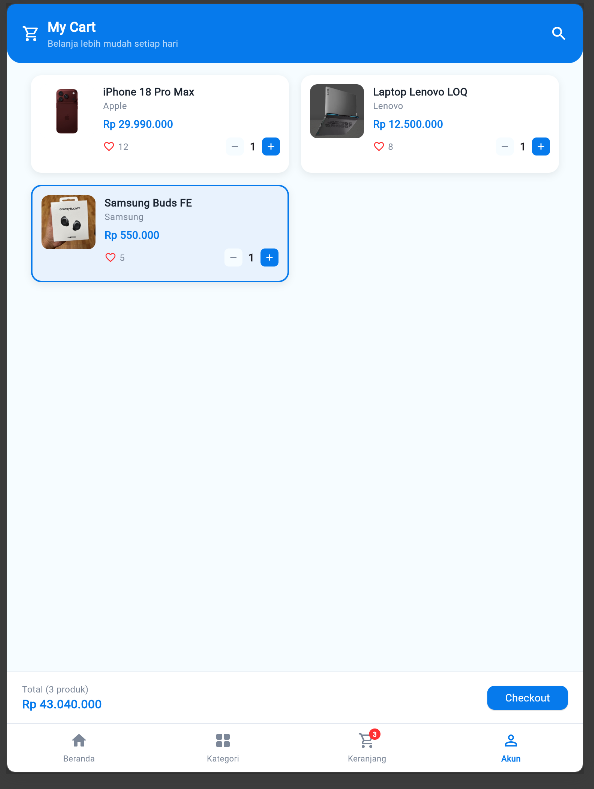 My Cart
Belanja lebih mudah setiap hari
iPhone 18 Pro Max
Apple
Rp 29.990.000
12
1
Laptop Lenovo LOQ
Lenovo
Rp 12.500.000
8
1
Samsung Buds FE
Samsung
Rp 550.000
5
1
Total (3 produk)
Rp 43.040.000
Checkout
Beranda
Kategori
3
Keranjang
Akun